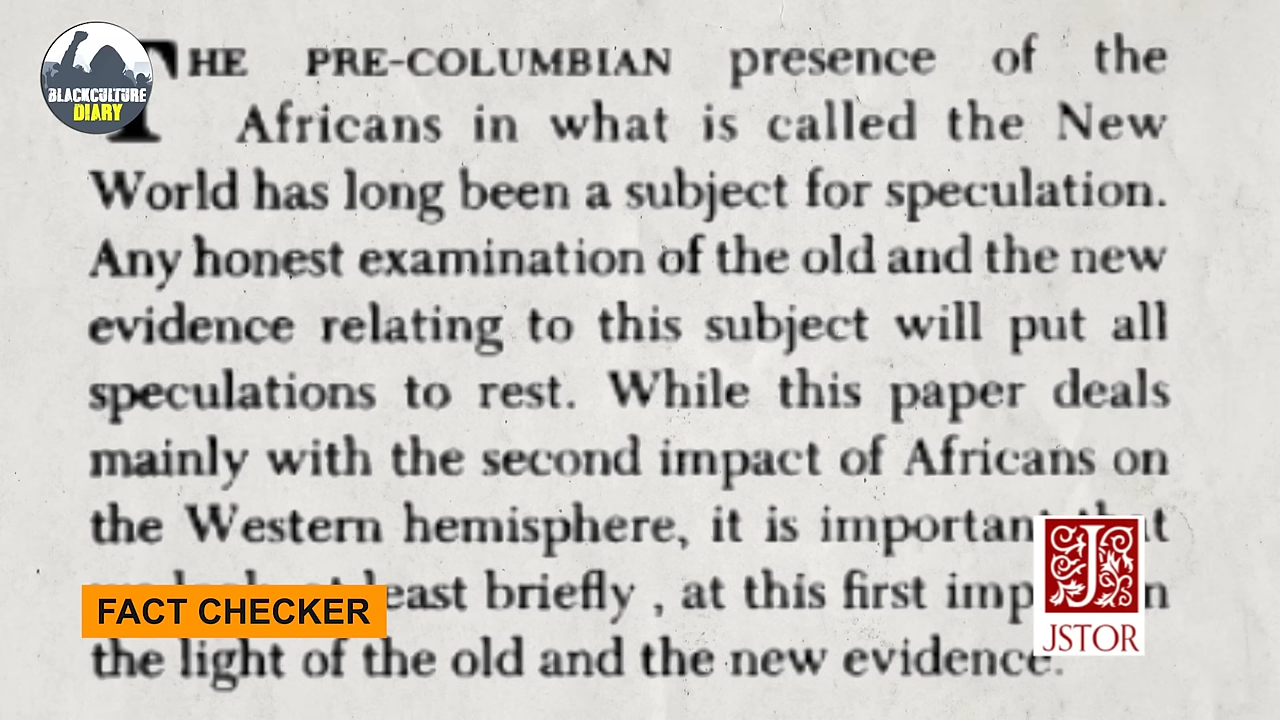 BLACKCULTURE
DIARY
THE PRE-COLUMBIAN presence of the
Africans in what is called the New
World has long been a subject for speculation.
Any honest examination of the old and the new
evidence relating to this subject will put all
speculations to rest. While this paper deals
mainly with the second impact of Africans on
the Western hemisphere, it is important that
least briefly , at this first
the light of the old and the new evidence.
FACT CHECKER
JSTOR